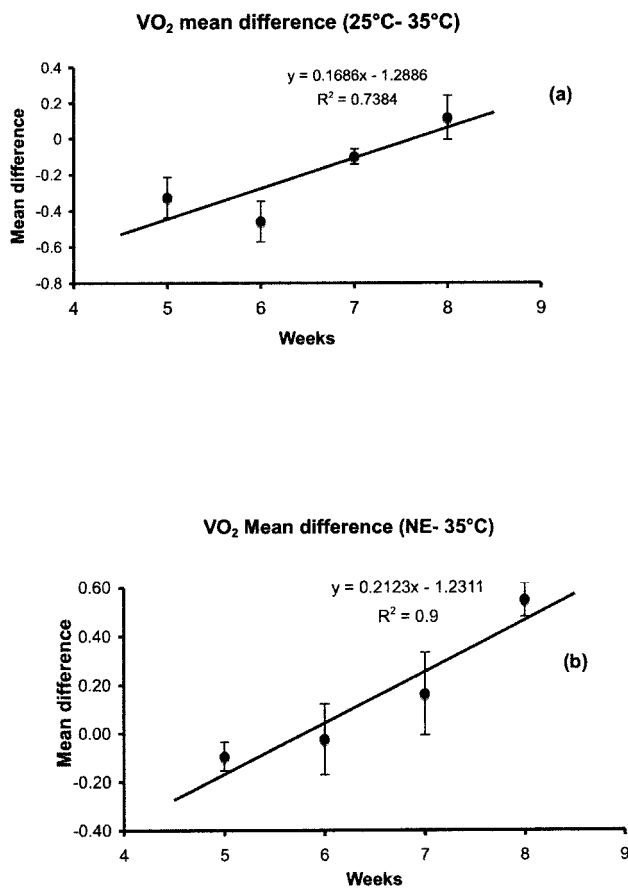 VO₂ mean difference (25°C- 35°C)
y = 0.1686x - 1.2886
R² = 0.7384
(a)
Mean difference
0.4
0.2
0
-0.2
-0.4
-0.6
-0.8
4 5 6 7 8 9
Weeks
VO₂ Mean difference (NE- 35°C)
y = 0.2123x - 1.2311
R² = 0.9
(b)
Mean difference
0.60
0.40
0.20
0.00
-0.20
-0.40
4 5 6 7 8 9
Weeks